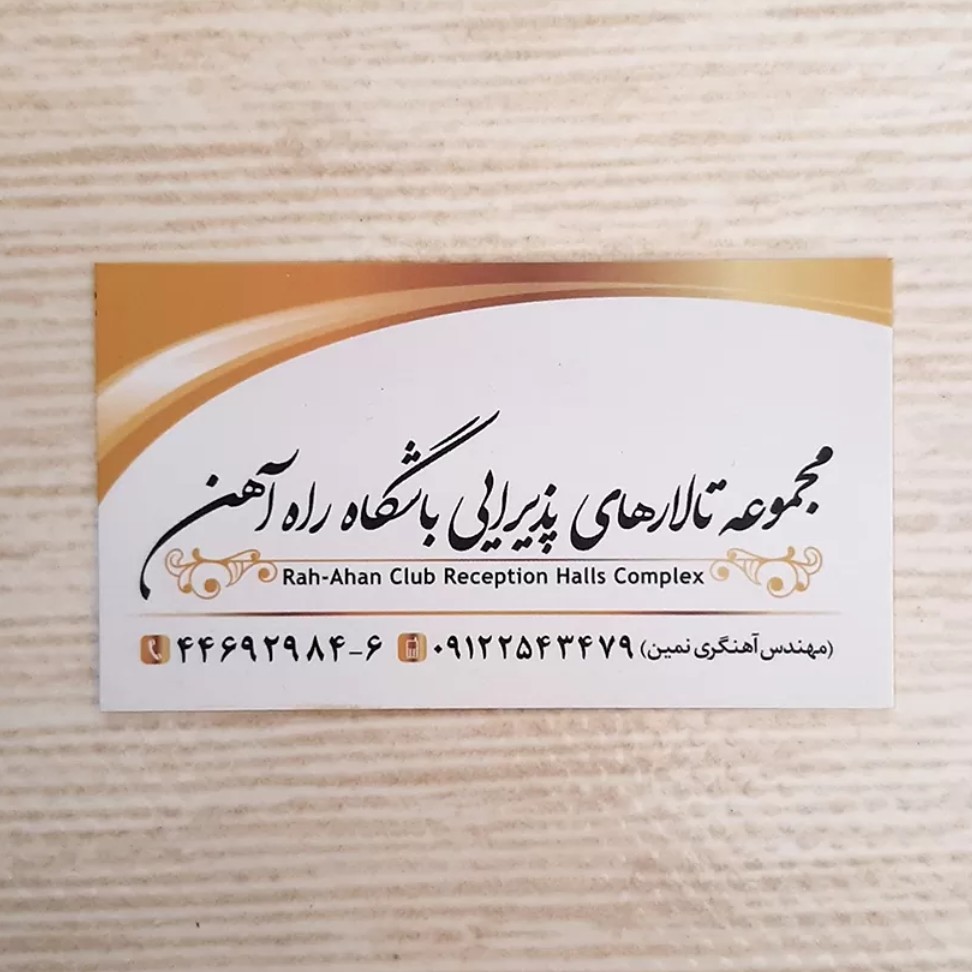 مجموعه تالارهای پذیرایی باشگاه راه آهن
Rah-Ahan Club Reception Halls Complex
(مهندس آهنگری نمین) ۰۹۱۲۲۵۴۳۴۷۹ ۴۴۶۹۲۹۸۴-۶